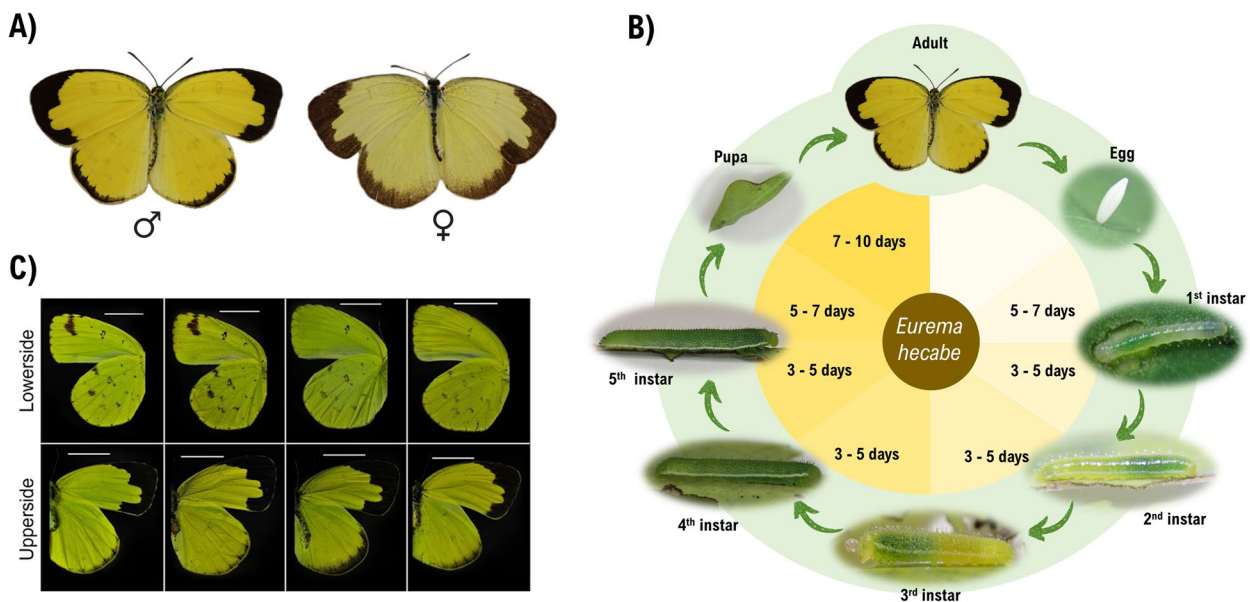 A)
♂
♀
B)
Adult
Egg
1st instar
2nd instar
3rd instar
4th instar
5th instar
Pupa
7 - 10 days
5 - 7 days
5 - 7 days
3 - 5 days
3 - 5 days
3 - 5 days
3 - 5 days
Eurema
hecabe
C)
Lowerside
Upperside